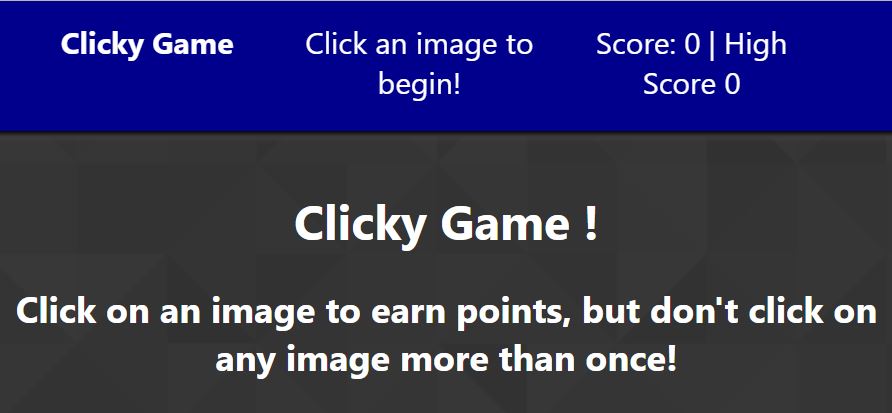 Clicky Game
Click an image to
begin!
Score: 0 | High
Score 0
Clicky Game !
Click on an image to earn points, but don't click on
any image more than once!